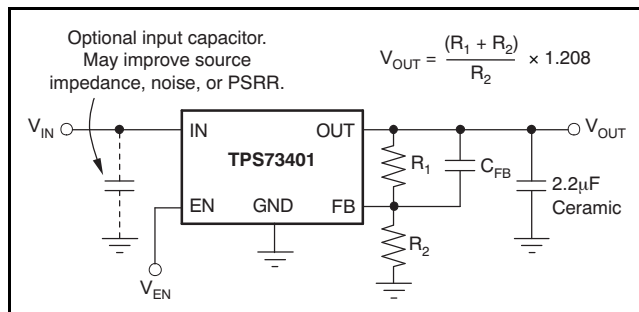 Optional input capacitor.
May improve source
impedance, noise, or PSRR.
V_OUT = (R_1 + R_2) / R_2 × 1.208
V_IN
IN
OUT
V_OUT
TPS73401
R_1
C_FB
2.2μF
Ceramic
EN
GND
FB
R_2
V_EN